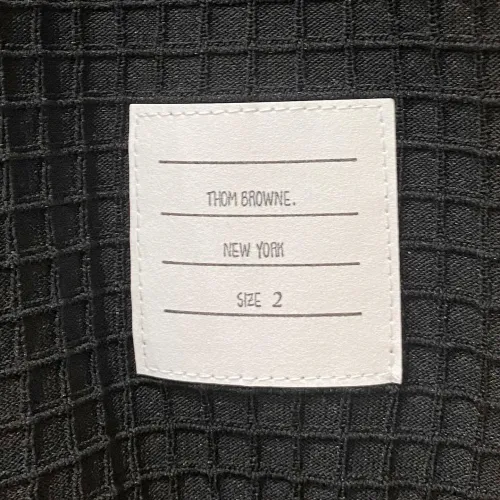 THOM BROWNE.
NEW YORK
SIZE 2